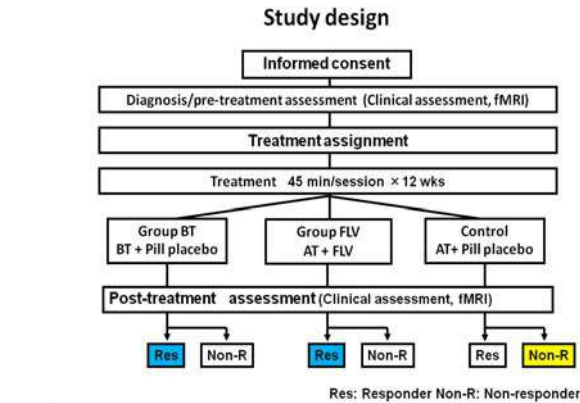 Study design
Informed consent
Diagnosis/pre-treatment assessment (Clinical assessment, fMRI)
Treatment assignment
Treatment 45 min/session × 12 wks
Group BT
BT + Pill placebo
Group FLV
AT + FLV
Control
AT+ Pill placebo
Post-treatment assessment (Clinical assessment, fMRI)
Res Non-R Res Non-R Res Non-R
Res: Responder Non-R: Non-responder